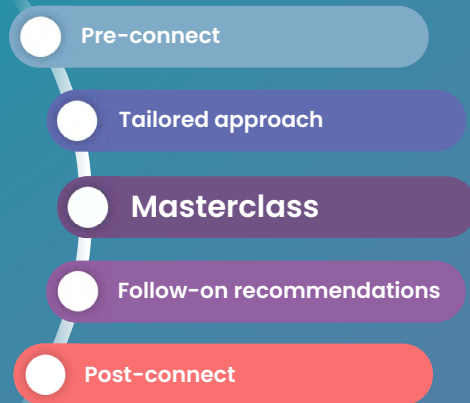 Pre-connect
Tailored approach
Masterclass
Follow-on recommendations
Post-connect